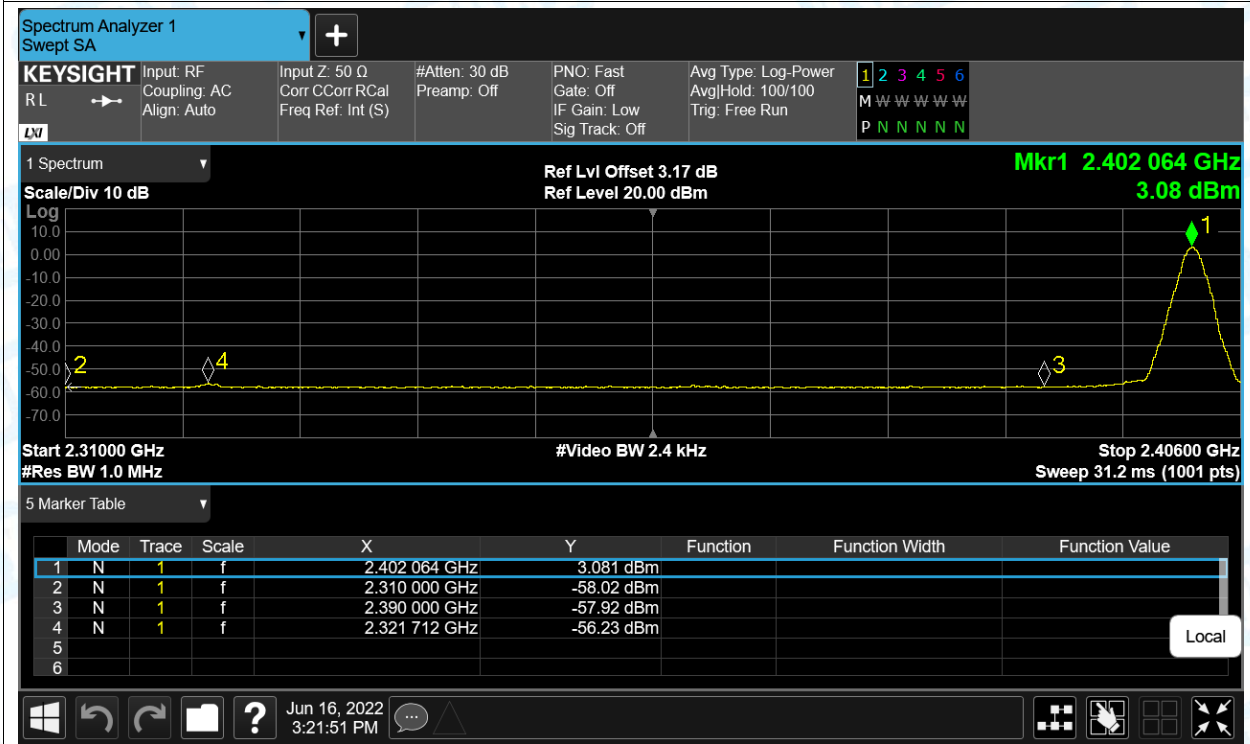 Spectrum Analyzer 1
Swept SA
KEYSIGHT Input: RF Input Z: 50 Ω #Atten: 30 dB PNO: Fast Avg Type: Log-Power 1 2 3 4 5 6
R L Coupling: AC Corr CCorr RCal Preamp: Off Gate: Off Avg|Hold: 100/100 M W W W W W
Align: Auto Freq Ref: Int (S) IF Gain: Low Trig: Free Run
LXI Sig Track: Off P N N N N N
1 Spectrum Ref Lvl Offset 3.17 dB Mkr1 2.402 064 GHz
Scale/Div 10 dB Ref Level 20.00 dBm 3.08 dBm
Log
10.0 1
0.00
-10.0
-20.0
-30.0
-40.0
-50.0 2 4 3
-60.0
-70.0
Start 2.31000 GHz #Video BW 2.4 kHz Stop 2.40600 GHz
#Res BW 1.0 MHz Sweep 31.2 ms (1001 pts)
5 Marker Table
Mode Trace Scale X Y Function Function Width Function Value
1 N 1 f 2.402 064 GHz 3.081 dBm
2 N 1 f 2.310 000 GHz -58.02 dBm
3 N 1 f 2.390 000 GHz -57.92 dBm
4 N 1 f 2.321 712 GHz -56.23 dBm
5
6
Local
? Jun 16, 2022
3:21:51 PM